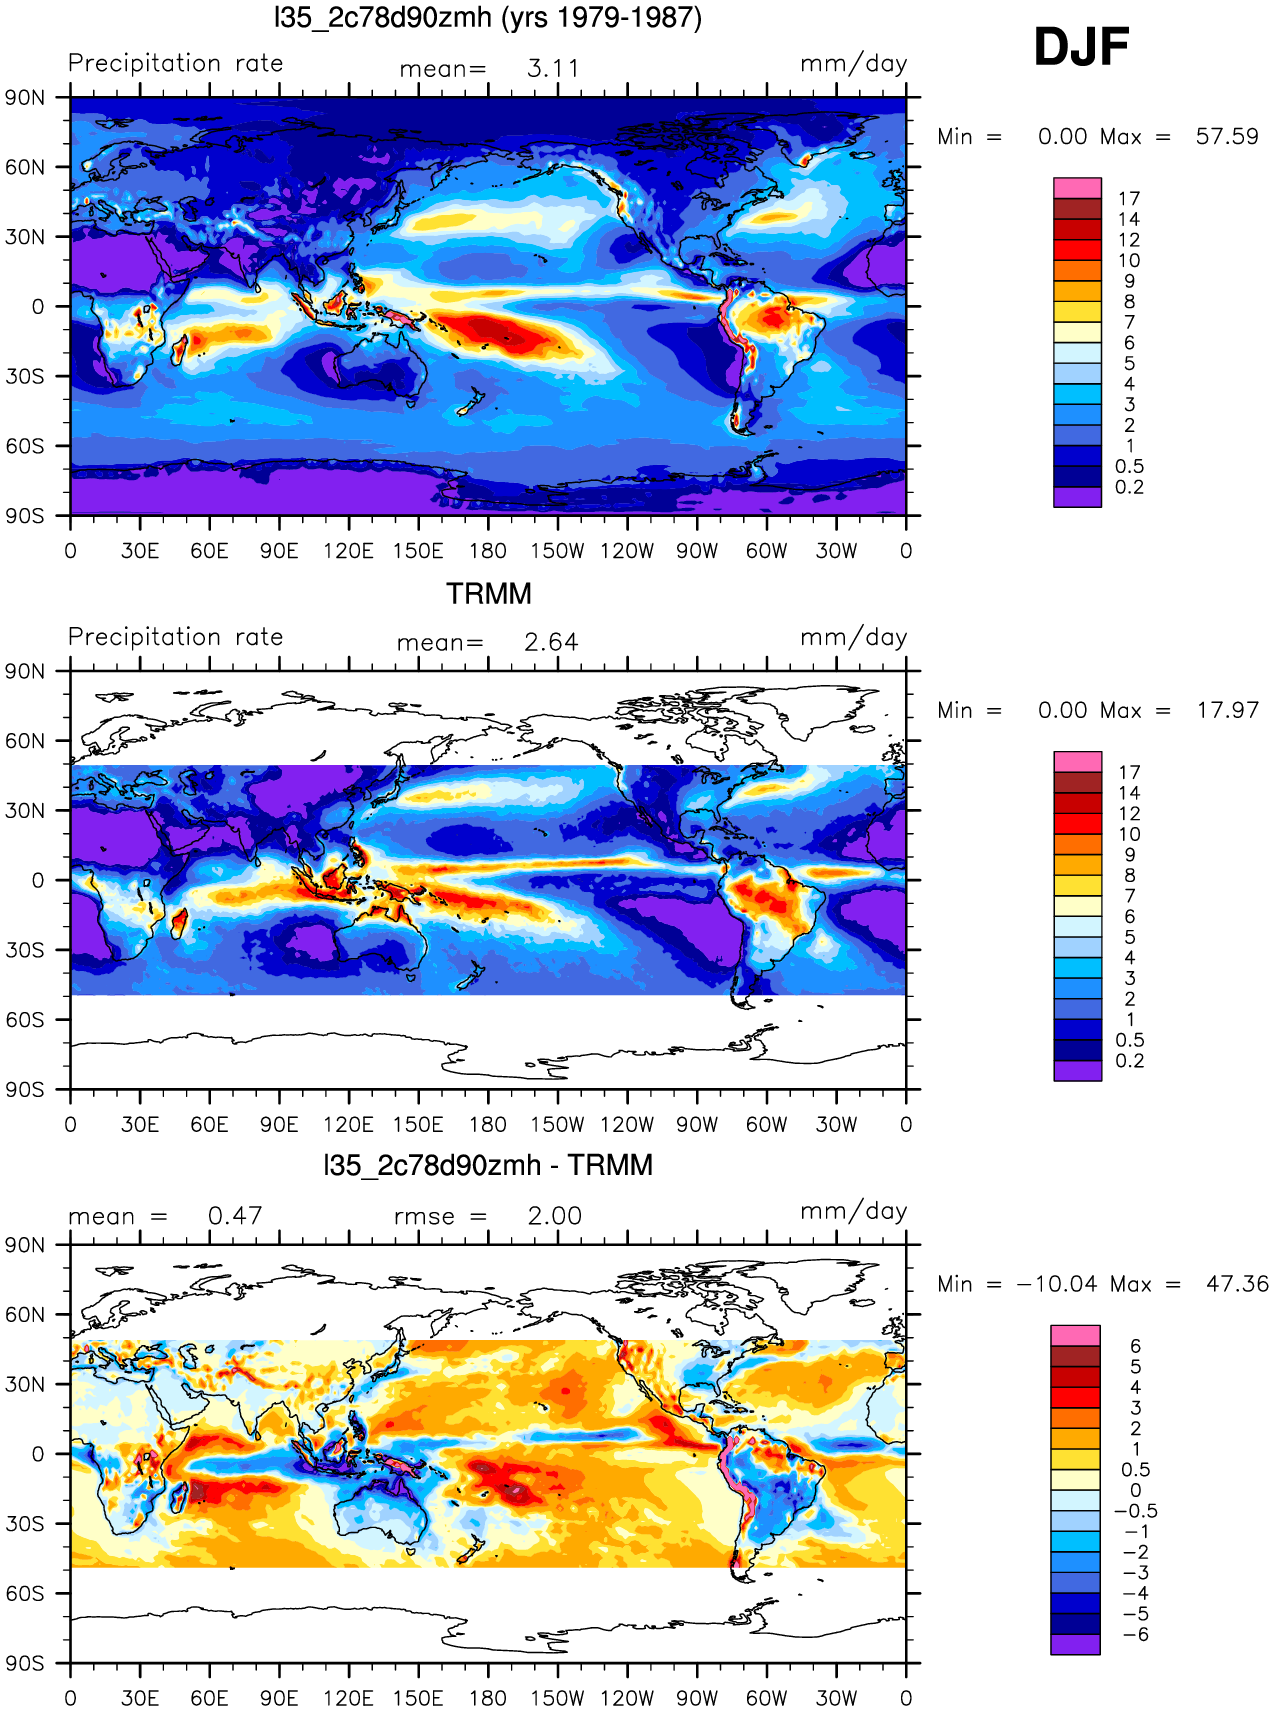 l35_2c78d90zmh (yrs 1979-1987)
DJF
Precipitation rate mean= 3.11 mm/day
Min = 0.00 Max = 57.59
90N
60N
30N
0
30S
60S
90S
0 30E 60E 90E 120E 150E 180 150W 120W 90W 60W 30W 0
17
14
12
10
9
8
7
6
5
4
3
2
1
0.5
0.2
TRMM
Precipitation rate mean= 2.64 mm/day
Min = 0.00 Max = 17.97
90N
60N
30N
0
30S
60S
90S
0 30E 60E 90E 120E 150E 180 150W 120W 90W 60W 30W 0
17
14
12
10
9
8
7
6
5
4
3
2
1
0.5
0.2
l35_2c78d90zmh - TRMM
mean = 0.47 rmse = 2.00 mm/day
Min = −10.04 Max = 47.36
90N
60N
30N
0
30S
60S
90S
0 30E 60E 90E 120E 150E 180 150W 120W 90W 60W 30W 0
6
5
4
3
2
1
0.5
0
−0.5
−1
−2
−3
−4
−5
−6